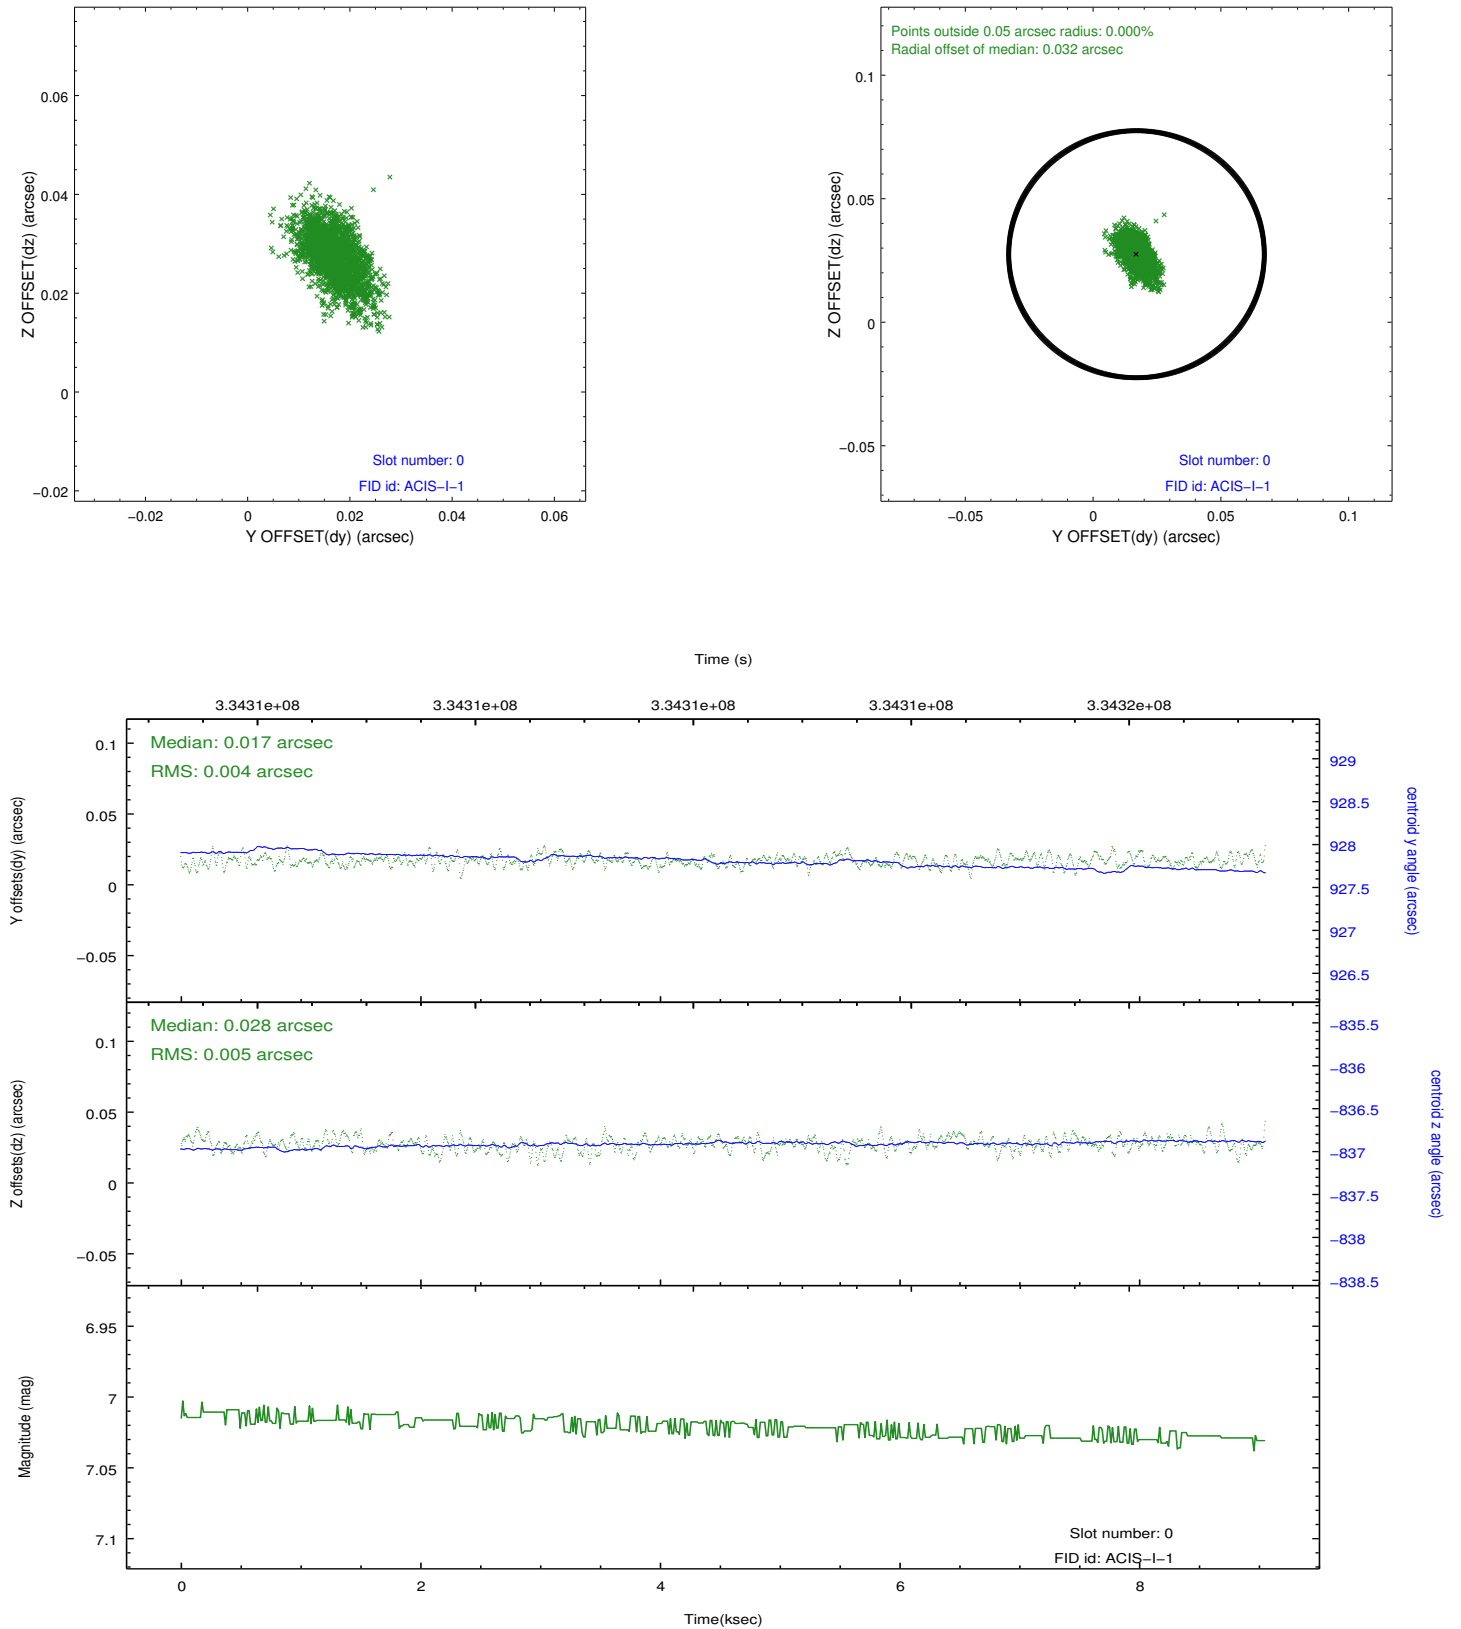 0.06
0.04
0.02
0
−0.02
Z OFFSET(dz) (arcsec)
Slot number: 0
FID id: ACIS−I−1
−0.02
0
0.02
0.04
0.06
Y OFFSET(dy) (arcsec)
Points outside 0.05 arcsec radius: 0.000%
Radial offset of median: 0.032 arcsec
0.1
0.05
0
−0.05
Z OFFSET(dz) (arcsec)
Slot number: 0
FID id: ACIS−I−1
−0.05
0
0.05
0.1
Y OFFSET(dy) (arcsec)
Time (s)
3.3431e+08
3.3431e+08
3.3431e+08
3.3431e+08
3.3432e+08
Median: 0.017 arcsec
RMS: 0.004 arcsec
0.1
0.05
0
−0.05
Y offsets(dy) (arcsec)
929
928.5
928
927.5
927
926.5
centroid y angle (arcsec)
Median: 0.028 arcsec
RMS: 0.005 arcsec
0.1
0.05
0
−0.05
Z offsets(dz) (arcsec)
−835.5
−836
−836.5
−837
−837.5
−838
−838.5
centroid z angle (arcsec)
6.95
7
7.05
7.1
Magnitude (mag)
Slot number: 0
FID id: ACIS−I−1
0
2
4
6
8
Time(ksec)